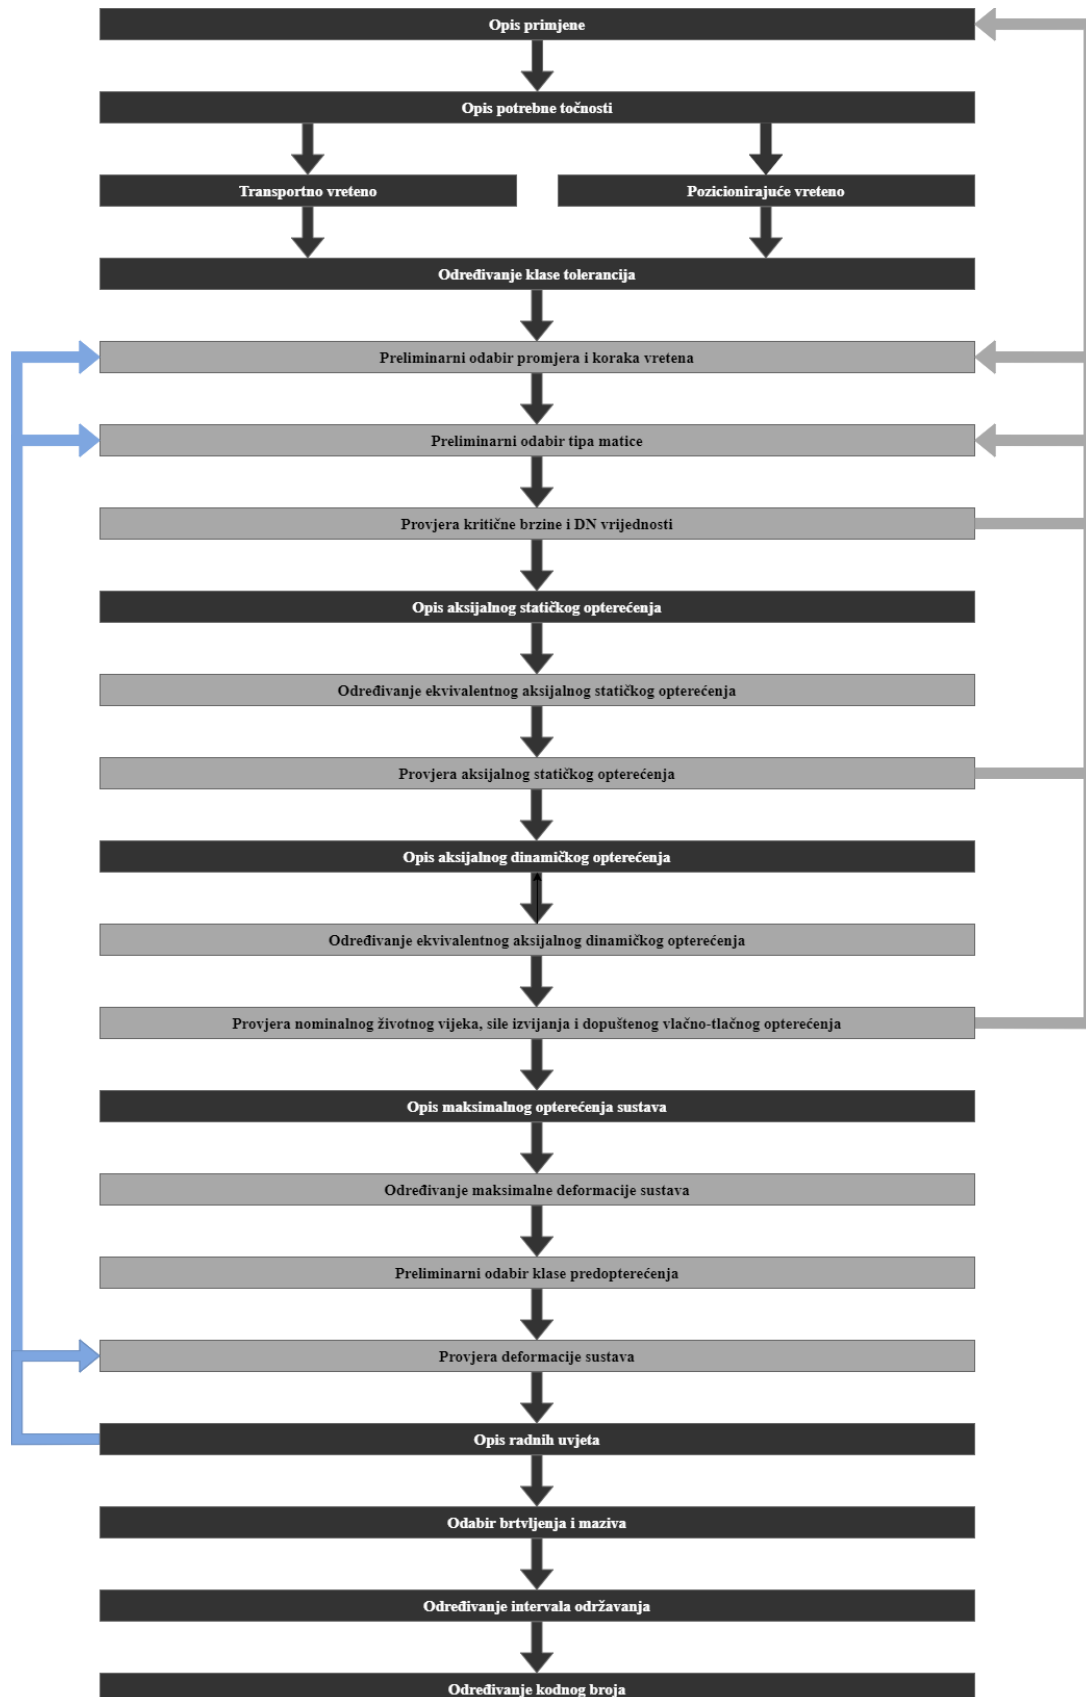 Opis primjene
Opis potrebne točnosti
Transportno vreteno
Pozicionirajuće vreteno
Određivanje klase tolerancija
Preliminarni odabir promjera i koraka vretena
Preliminarni odabir tipa matice
Provjera kritične brzine i DN vrijednosti
Opis aksijalnog statičkog opterećenja
Određivanje ekvivalentnog aksijalnog statičkog opterećenja
Provjera aksijalnog statičkog opterećenja
Opis aksijalnog dinamičkog opterećenja
Određivanje ekvivalentnog aksijalnog dinamičkog opterećenja
Provjera nominalnog životnog vijeka, sile izvijanja i dopuštenog vlačno-tlačnog opterećenja
Opis maksimalnog opterećenja sustava
Određivanje maksimalne deformacije sustava
Preliminarni odabir klase predopterećenja
Provjera deformacije sustava
Opis radnih uvjeta
Odabir brtvljenja i maziva
Određivanje intervala održavanja
Određivanje kodnog broja